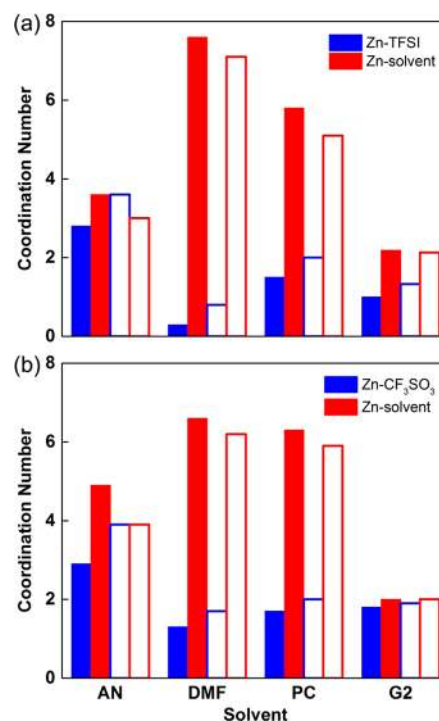 (a)
8
Zn-TFSI
Zn-solvent
6
4
2
0
Coordination Number
(b)
8
Zn-CF₃SO₃
Zn-solvent
6
4
2
0
Coordination Number
AN DMF PC G2
Solvent